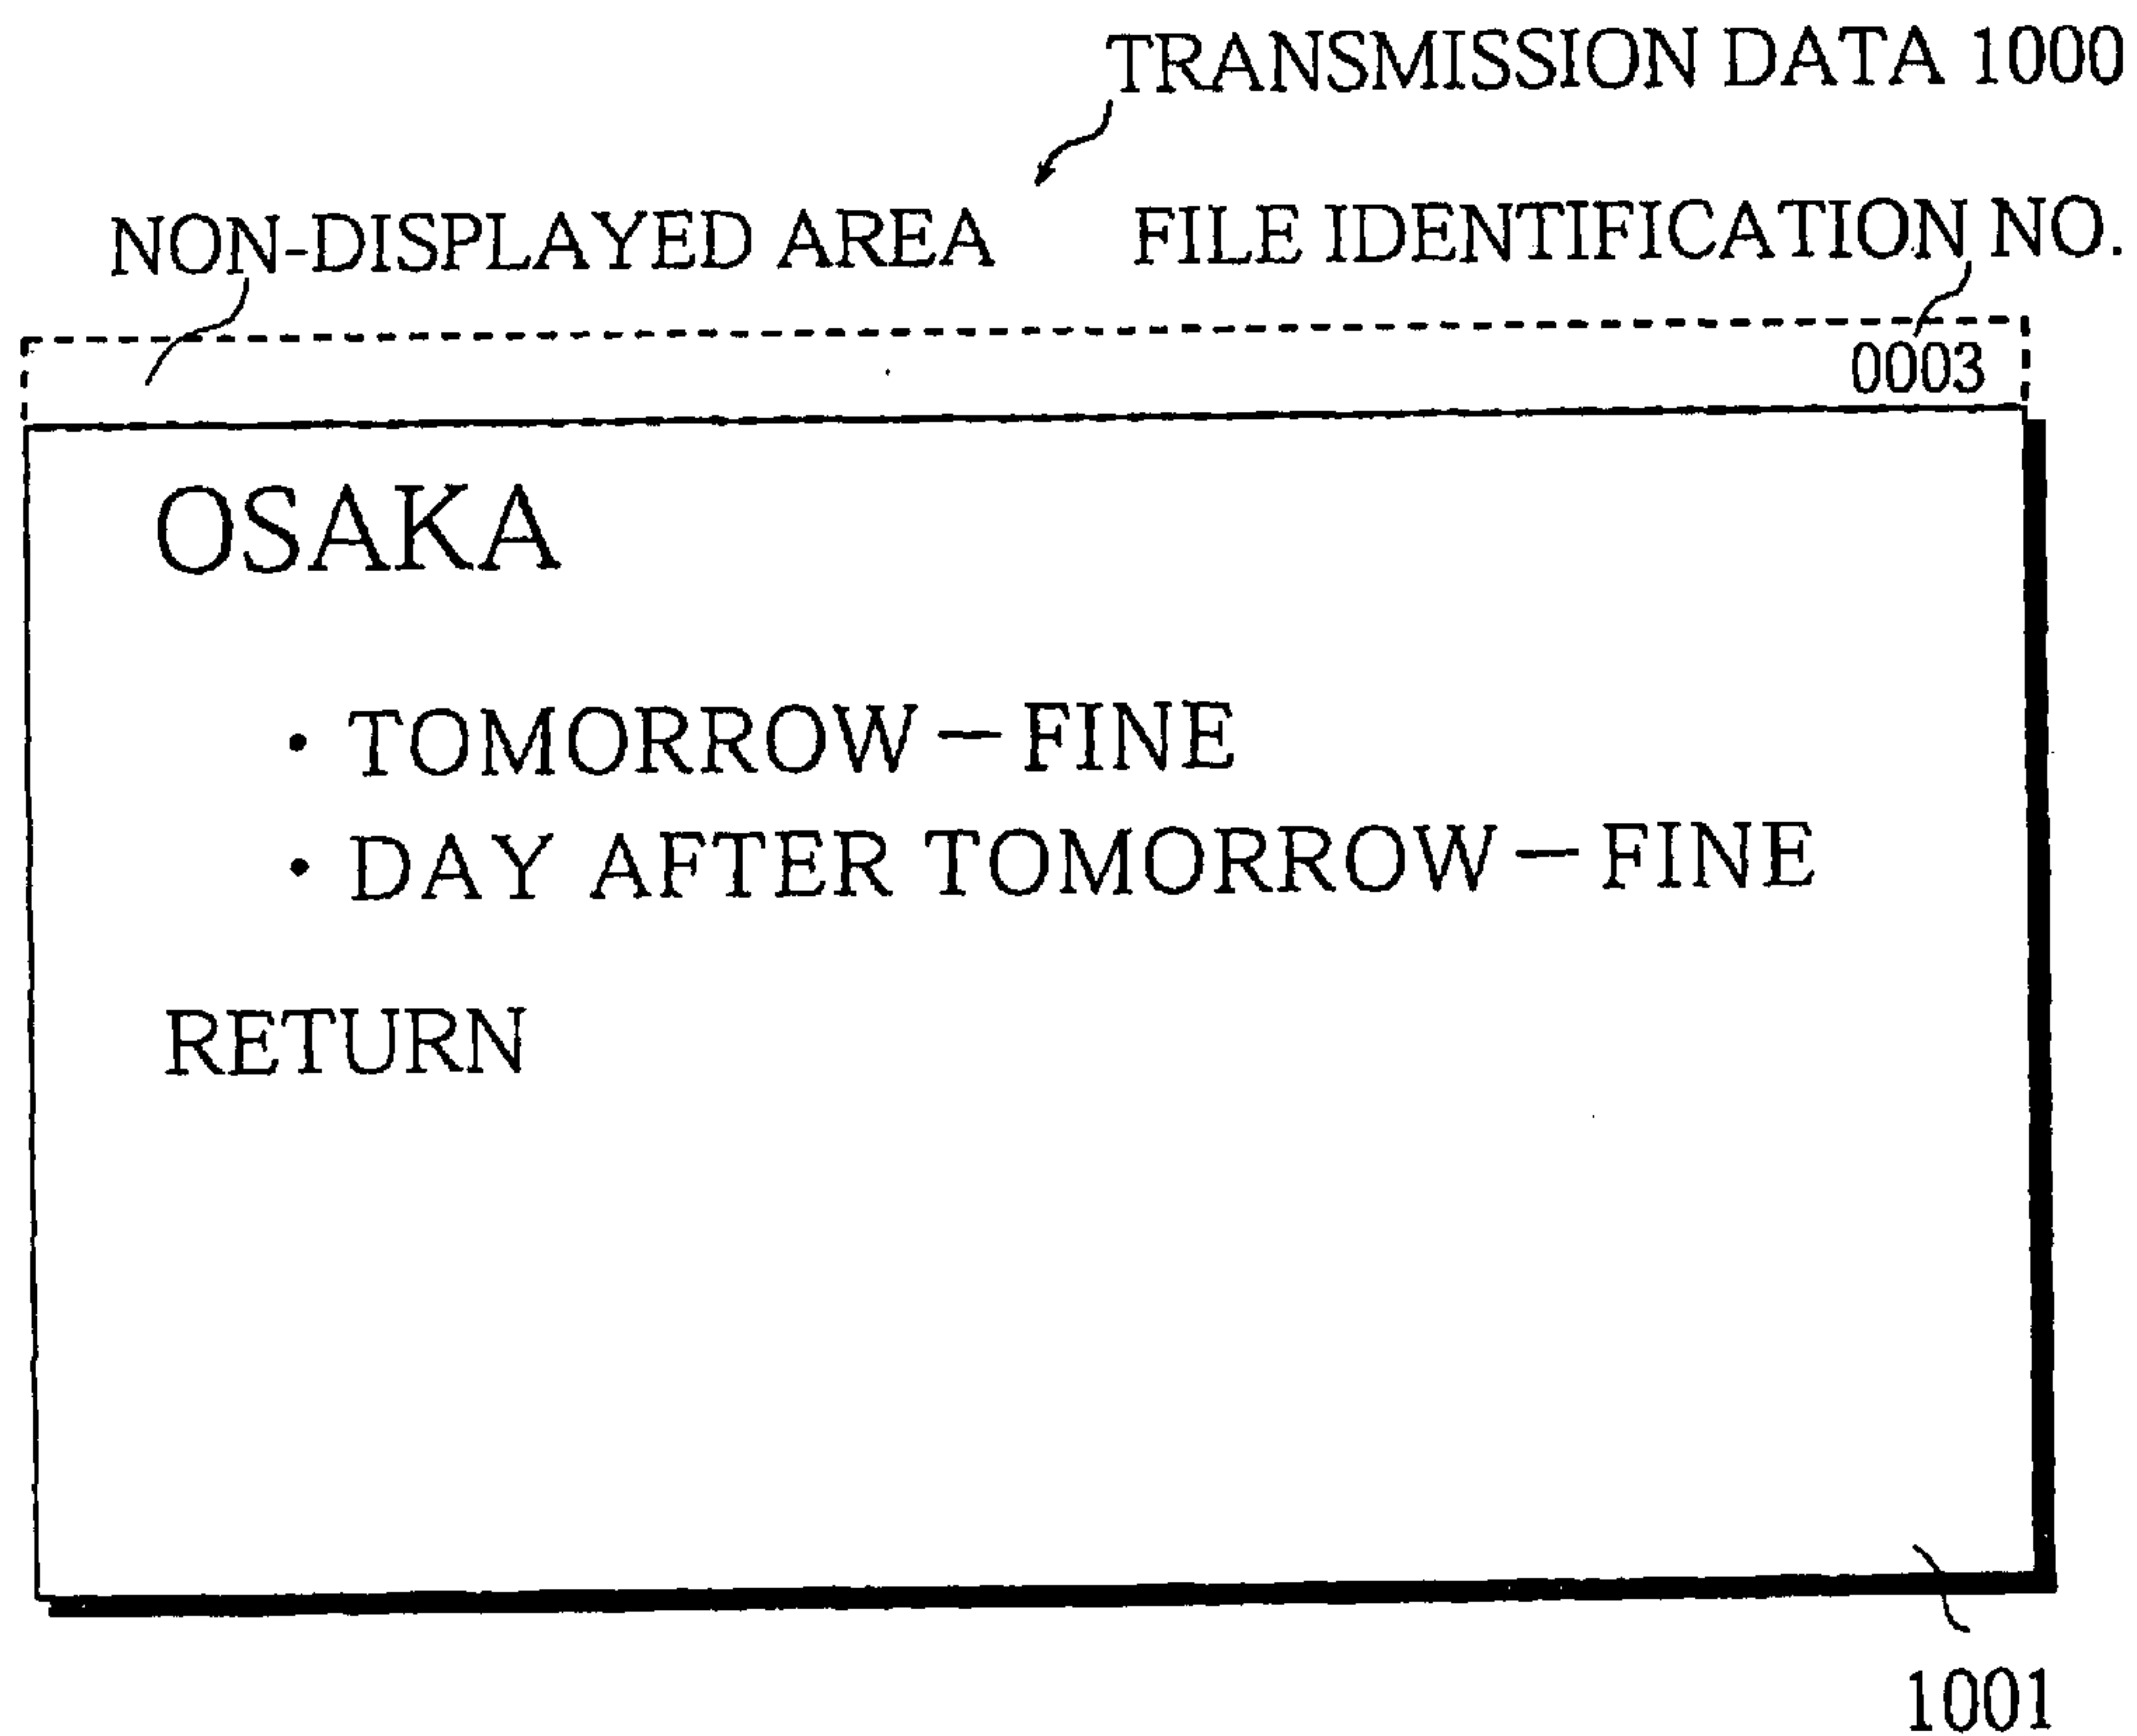 TRANSMISSION DATA 1000
NON-DISPLAYED AREA FILE IDENTIFICATION NO.
0003
OSAKA
・TOMORROW—FINE
・DAY AFTER TOMORROW—FINE
RETURN
1001